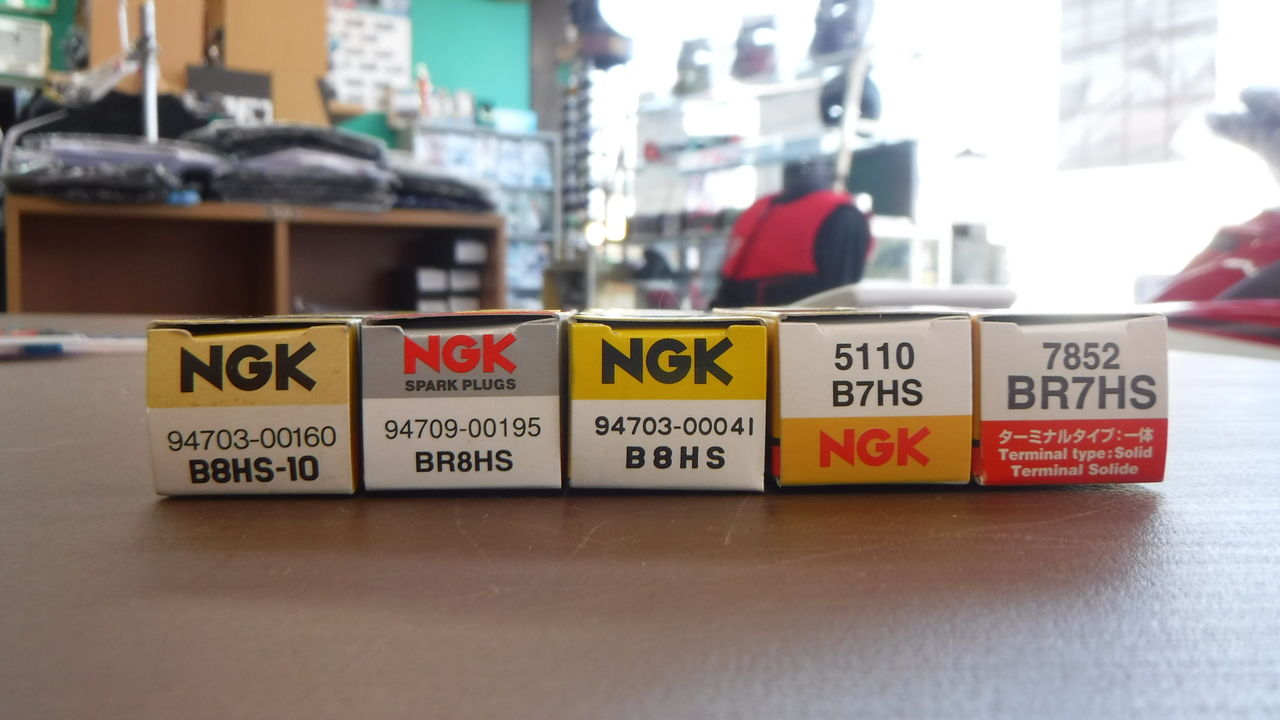 NGK
94703-00160
B8HS-10
NGK
SPARK PLUGS
94709-00195
BR8HS
NGK
94703-00041
B8HS
5110
B7HS
NGK
7852
BR7HS
ターミナルタイプ:一体
Terminal type:Solid
Terminal Solide